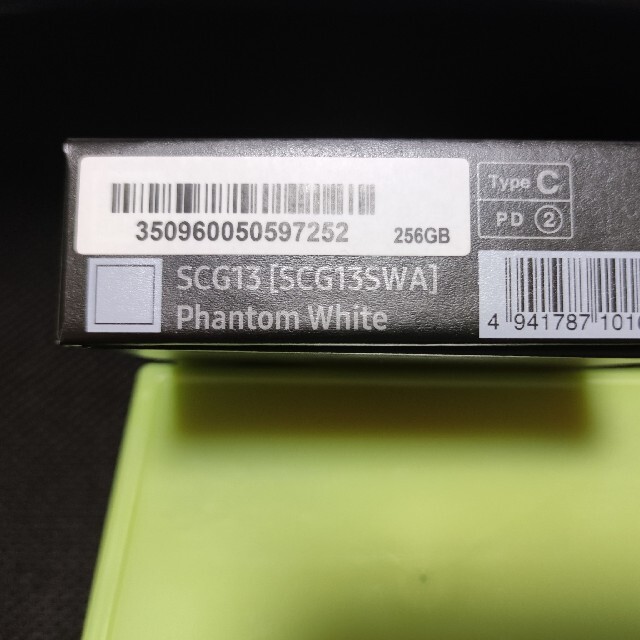 350960050597252 256GB
Type C
PD ②
SCG13 [SCG13SWA]
Phantom White
4 941787 101